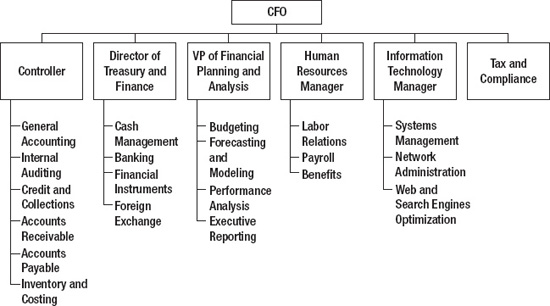 CFO
Controller
Director of
Treasury and
Finance
VP of Financial
Planning and
Analysis
Human
Resources
Manager
Information
Technology
Manager
Tax and
Compliance
General
Accounting
Internal
Auditing
Credit and
Collections
Accounts
Receivable
Accounts
Payable
Inventory and
Costing
Cash
Management
Banking
Financial
Instruments
Foreign
Exchange
Budgeting
Forecasting
and
Modeling
Performance
Analysis
Executive
Reporting
Labor
Relations
Payroll
Benefits
Systems
Management
Network
Administration
Web and
Search Engines
Optimization